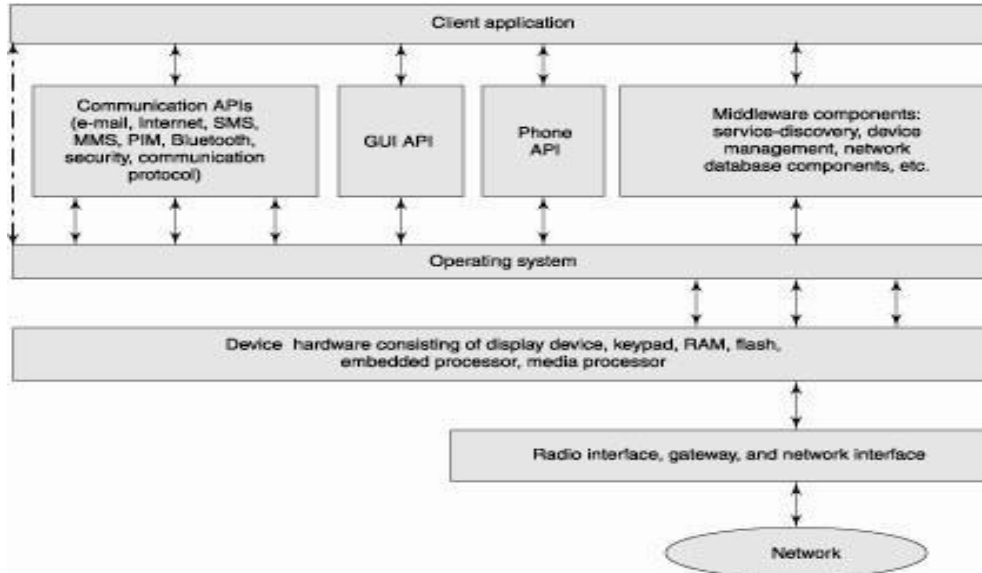 Client application
Communication APIs
(e-mail, Internet, SMS,
MMS, PIM, Bluetooth,
security, communication
protocol)
GUI API
Phone
API
Middleware components:
service-discovery, device
management, network
database components, etc.
Operating system
Device hardware consisting of display device, keypad, RAM, flash,
embedded processor, media processor
Radio interface, gateway, and network interface
Network